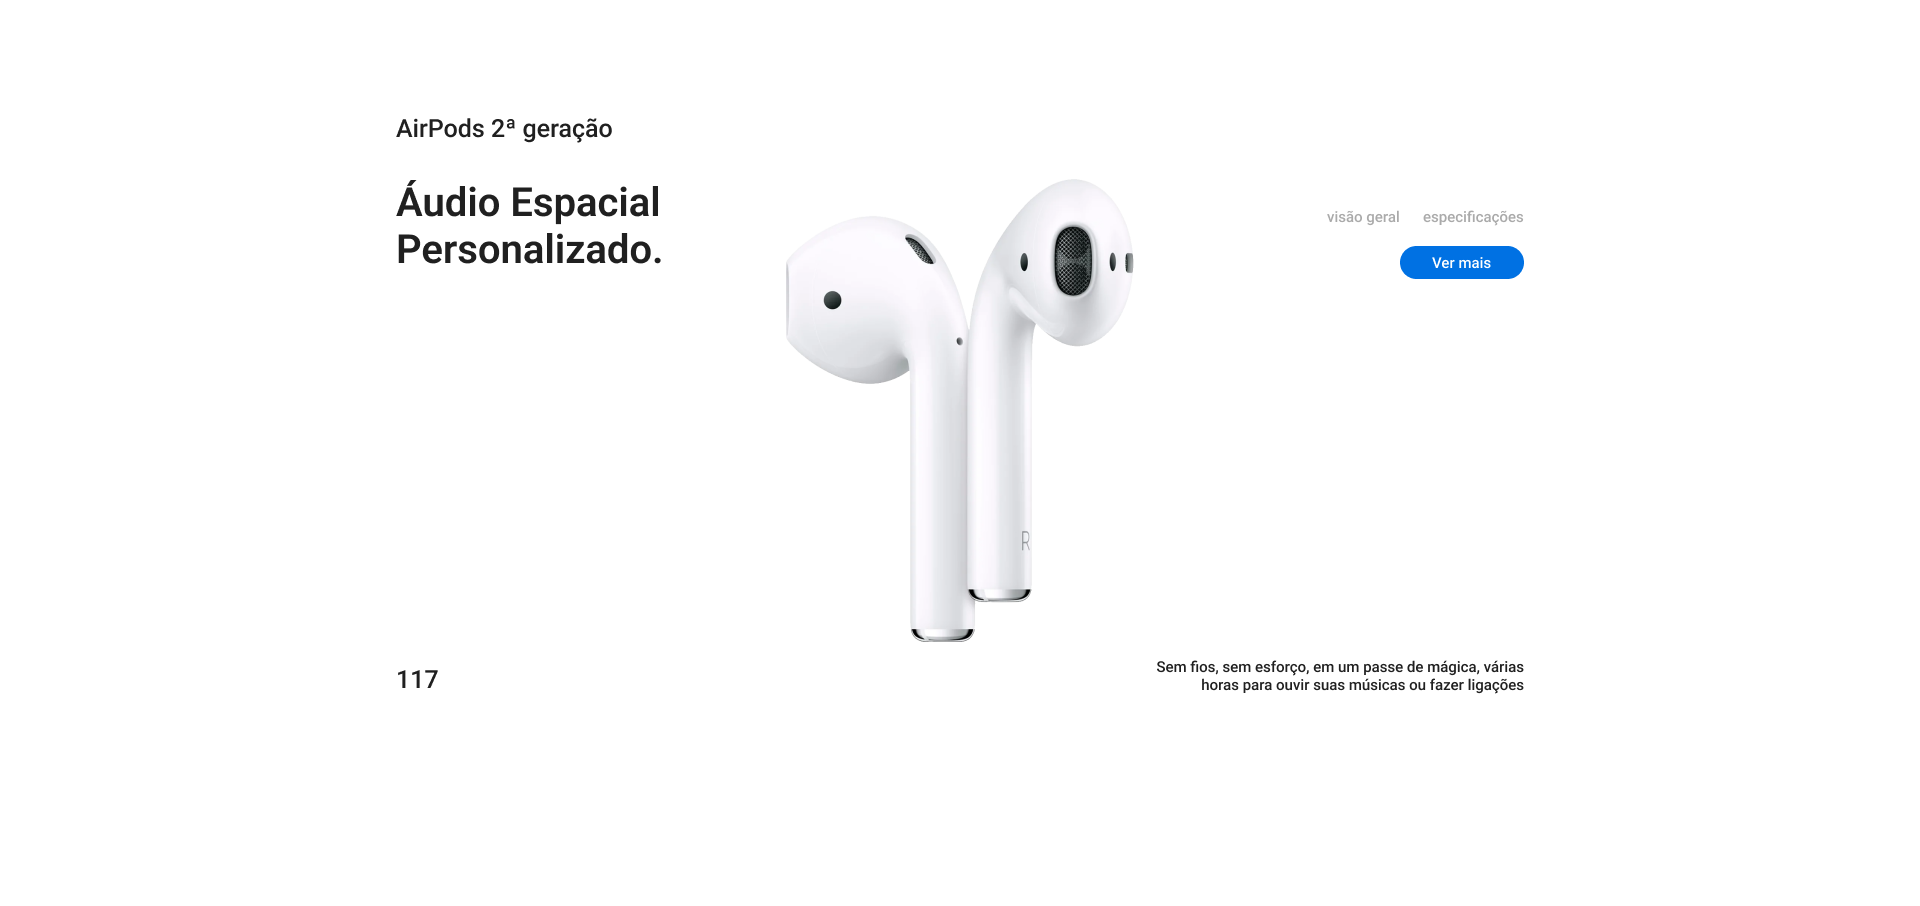 AirPods 2ª geração
Áudio Espacial
Personalizado.
visão geral especificações
Ver mais
R
117
Sem fios, sem esforço, em um passe de mágica, várias
horas para ouvir suas músicas ou fazer ligações